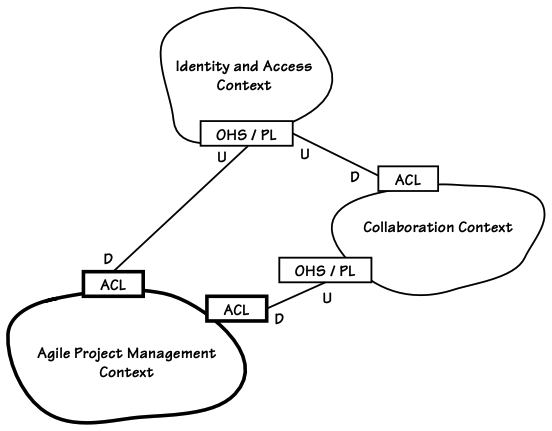 Identity and Access
Context
OHS / PL
U
U
D
ACL
Collaboration Context
D
OHS / PL
ACL
U
ACL
D
Agile Project Management
Context